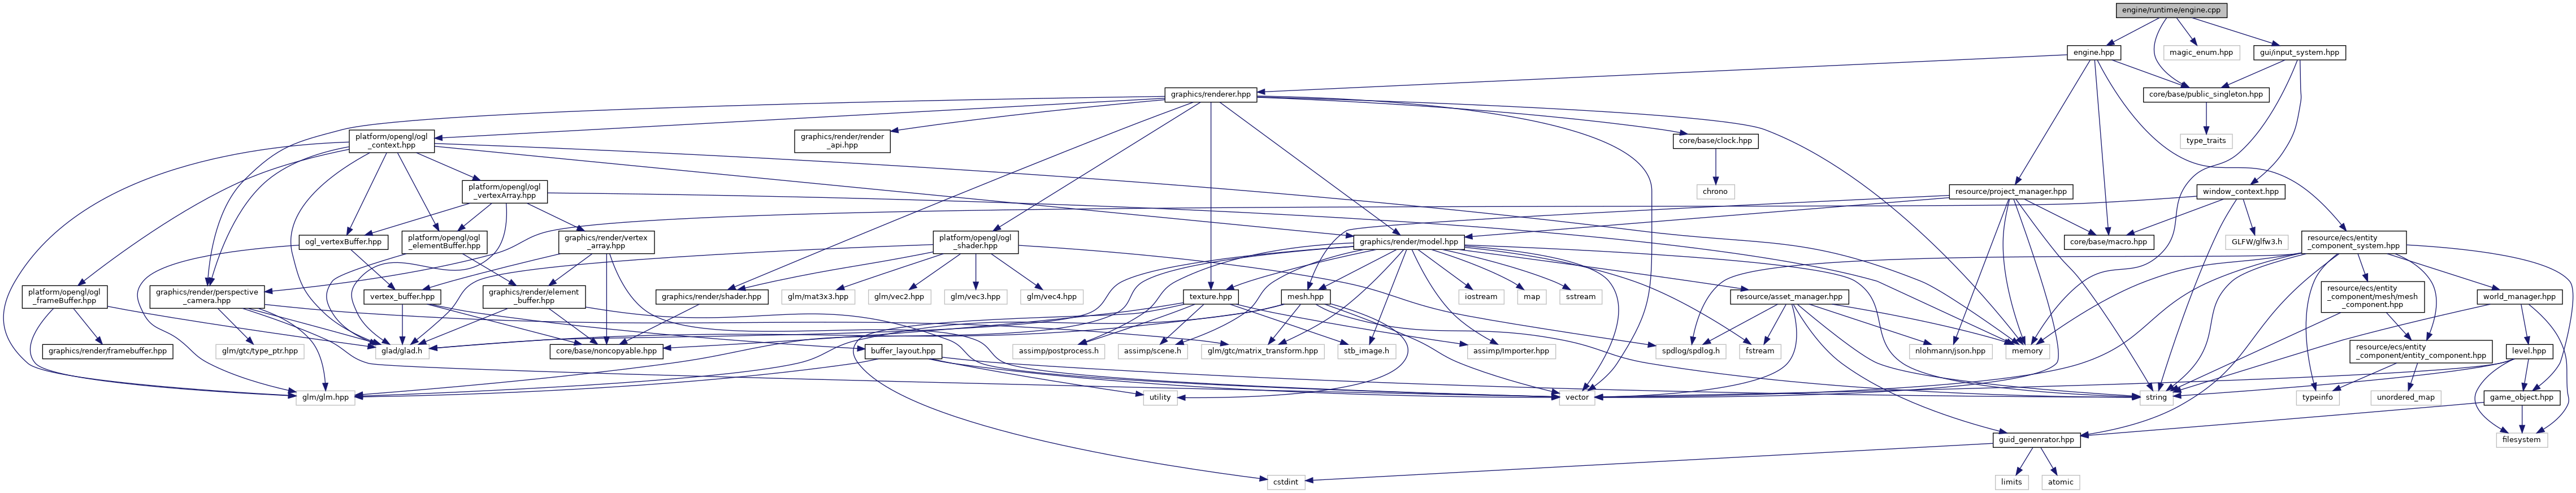 engine/runtime/engine.cpp
engine.hpp
magic_enum.hpp
gui/input_system.hpp
graphics/renderer.hpp
core/base/public_singleton.hpp
platform/opengl/ogl
_context.hpp
graphics/render/render
_api.hpp
core/base/clock.hpp
type_traits
platform/opengl/ogl
_vertexArray.hpp
chrono
resource/project_manager.hpp
window_context.hpp
ogl_vertexBuffer.hpp
platform/opengl/ogl
_elementBuffer.hpp
graphics/render/vertex
_array.hpp
platform/opengl/ogl
_shader.hpp
graphics/render/model.hpp
core/base/macro.hpp
GLFW/glfw3.h
resource/ecs/entity
_component_system.hpp
platform/opengl/ogl
_frameBuffer.hpp
graphics/render/perspective
_camera.hpp
vertex_buffer.hpp
graphics/render/element
_buffer.hpp
graphics/render/shader.hpp
glm/mat3x3.hpp
glm/vec2.hpp
glm/vec3.hpp
glm/vec4.hpp
texture.hpp
mesh.hpp
iostream
map
sstream
resource/asset_manager.hpp
resource/ecs/entity
_component/mesh/mesh
_component.hpp
world_manager.hpp
graphics/render/framebuffer.hpp
glm/gtc/type_ptr.hpp
glad/glad.h
core/base/noncopyable.hpp
buffer_layout.hpp
assimp/postprocess.h
assimp/scene.h
glm/gtc/matrix_transform.hpp
stb_image.h
assimp/Importer.hpp
spdlog/spdlog.h
fstream
nlohmann/json.hpp
memory
resource/ecs/entity
_component/entity_component.hpp
level.hpp
glm/glm.hpp
utility
vector
string
typeinfo
unordered_map
game_object.hpp
guid_genenrator.hpp
filesystem
cstdint
limits
atomic